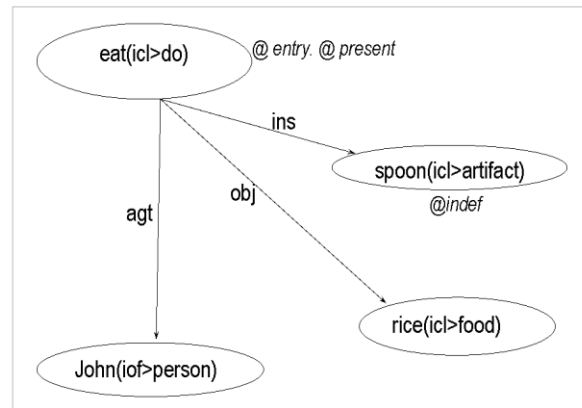 eat(icl>do)
@ entry. @ present
ins
spoon(icl>artifact)
@indef
agt
obj
rice(icl>food)
John(iof>person)